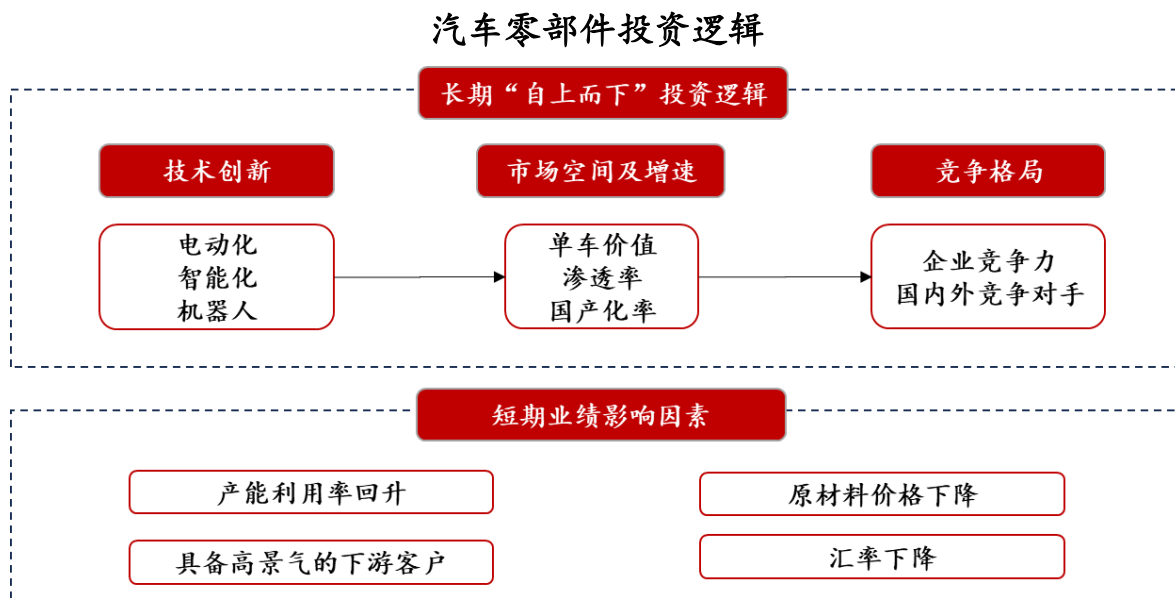 汽车零部件投资逻辑
长期“自上而下”投资逻辑
技术创新
市场空间及增速
竞争格局
电动化
智能化
机器人
单车价值
渗透率
国产化率
企业竞争力
国内外竞争对手
短期业绩影响因素
产能利用率回升
原材料价格下降
具备高景气的下游客户
汇率下降